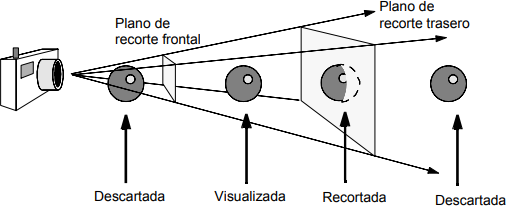 Plano de
recorte frontal
Plano de
recorte trasero
Descartada
Visualizada
Recortada
Descartada